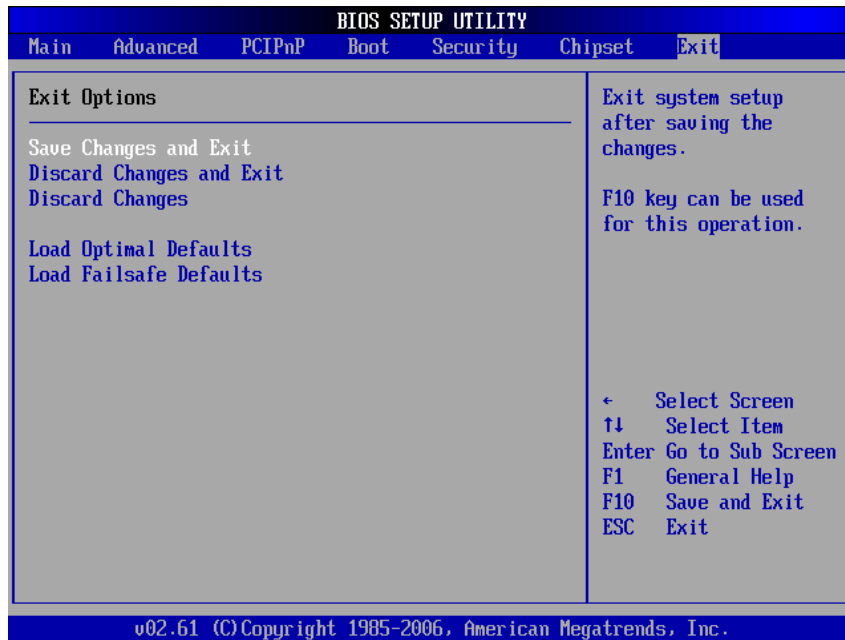 BIOS SETUP UTILITY
Main Advanced PCIPnP Boot Security Chipset Exit
Exit Options
Save Changes and Exit
Discard Changes and Exit
Discard Changes
Load Optimal Defaults
Load Failsafe Defaults
Exit system setup
after saving the
changes.
F10 key can be used
for this operation.
← Select Screen
↑↓ Select Item
Enter Go to Sub Screen
F1 General Help
F10 Save and Exit
ESC Exit
v02.61 (C)Copyright 1985-2006, American Megatrends, Inc.